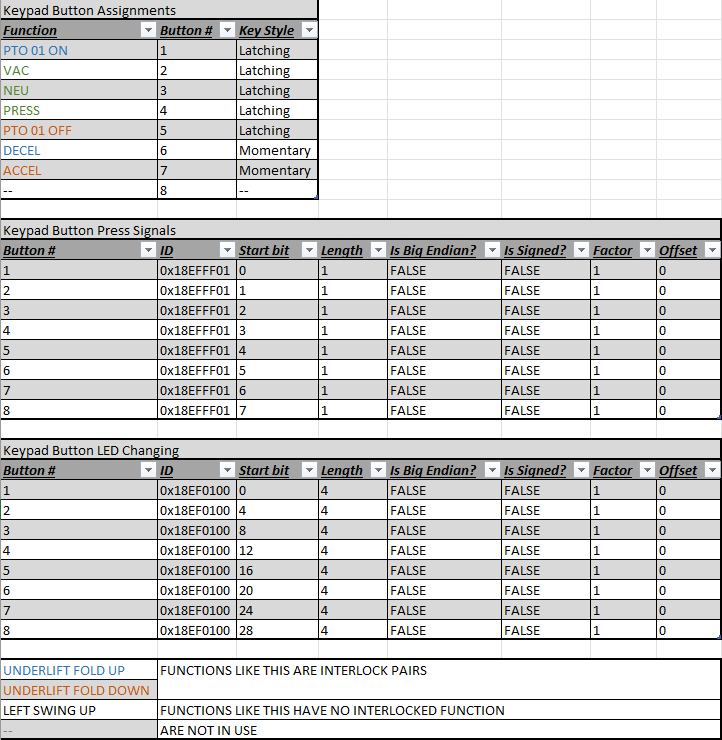 Keypad Button Assignments
Function Button # Key Style
PTO 01 ON 1 Latching
VAC 2 Latching
NEU 3 Latching
PRESS 4 Latching
PTO 01 OFF 5 Latching
DECEL 6 Momentary
ACCEL 7 Momentary
-- 8 --
Keypad Button Press Signals
Button # ID Start bit Length Is Big Endian? Is Signed? Factor Offset
1 0x18EFFF01 0 1 FALSE FALSE 1 0
2 0x18EFFF01 1 1 FALSE FALSE 1 0
3 0x18EFFF01 2 1 FALSE FALSE 1 0
4 0x18EFFF01 3 1 FALSE FALSE 1 0
5 0x18EFFF01 4 1 FALSE FALSE 1 0
6 0x18EFFF01 5 1 FALSE FALSE 1 0
7 0x18EFFF01 6 1 FALSE FALSE 1 0
8 0x18EFFF01 7 1 FALSE FALSE 1 0
Keypad Button LED Changing
Button # ID Start bit Length Is Big Endian? Is Signed? Factor Offset
1 0x18EF0100 0 4 FALSE FALSE 1 0
2 0x18EF0100 4 4 FALSE FALSE 1 0
3 0x18EF0100 8 4 FALSE FALSE 1 0
4 0x18EF0100 12 4 FALSE FALSE 1 0
5 0x18EF0100 16 4 FALSE FALSE 1 0
6 0x18EF0100 20 4 FALSE FALSE 1 0
7 0x18EF0100 24 4 FALSE FALSE 1 0
8 0x18EF0100 28 4 FALSE FALSE 1 0
UNDERLIFT FOLD UP FUNCTIONS LIKE THIS ARE INTERLOCK PAIRS
UNDERLIFT FOLD DOWN
LEFT SWING UP FUNCTIONS LIKE THIS HAVE NO INTERLOCKED FUNCTION
-- ARE NOT IN USE